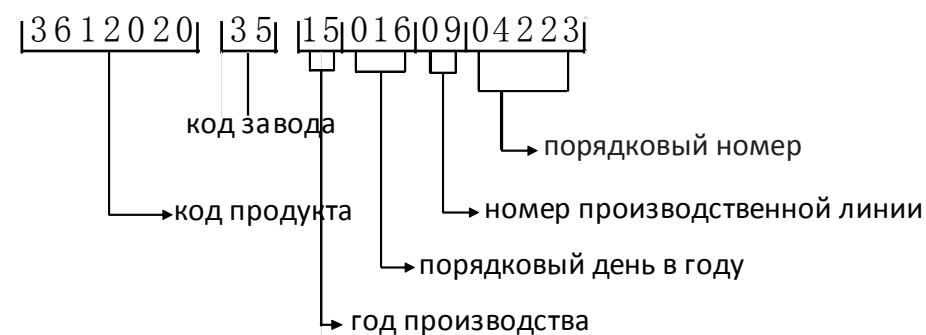 3612020 35 15 016 09 04223
код завода
порядковый номер
код продукта
номер производственной линии
порядковый день в году
год производства